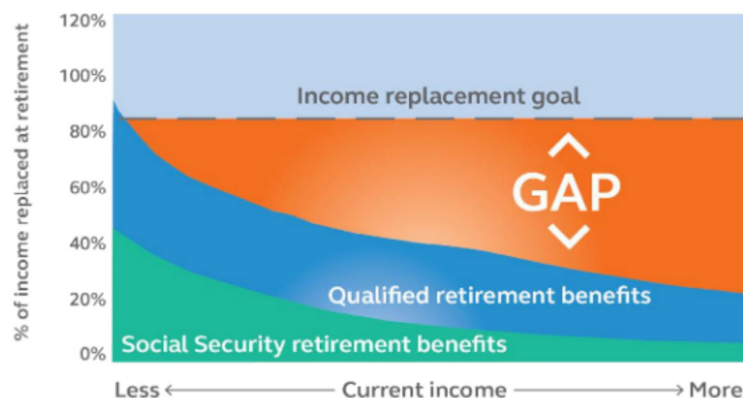 % of income replaced at retirement
120%
100%
80%
60%
40%
20%
0%
Income replacement goal
GAP
Qualified retirement benefits
Social Security retirement benefits
Less Current income More